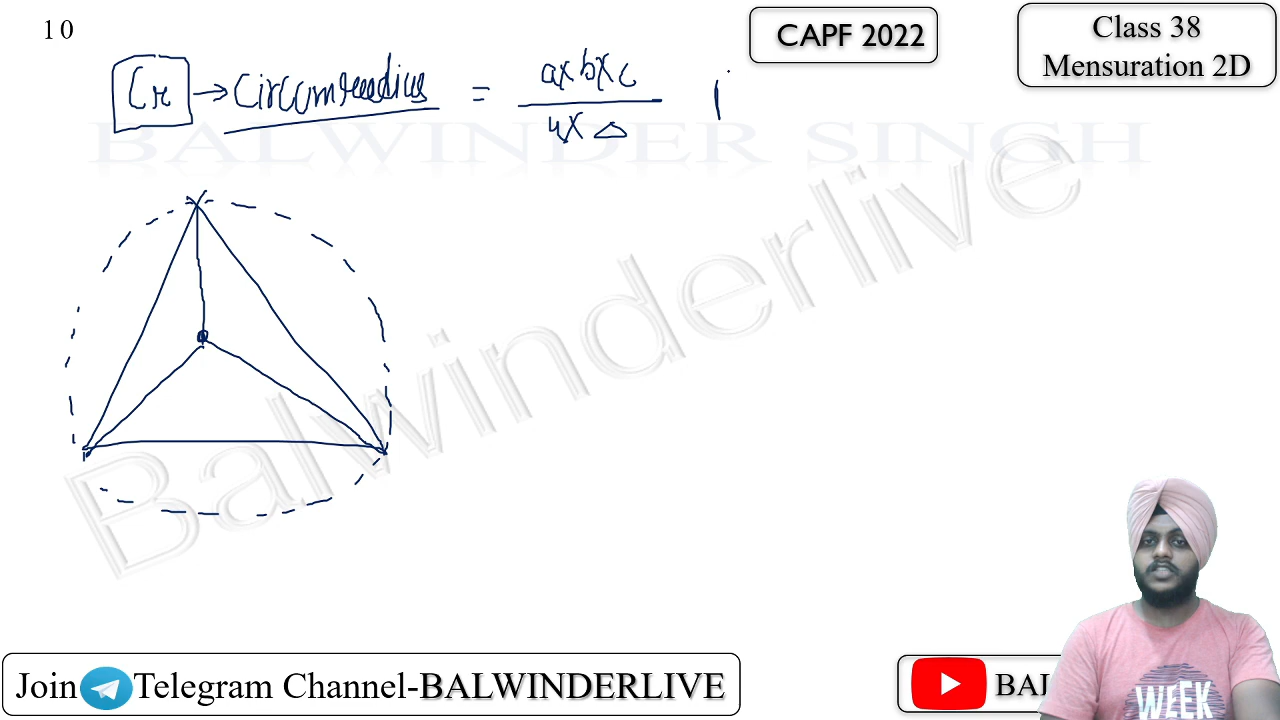 10
CAPF 2022
Class 38
Mensuration 2D
Cr → Circumradius = a×b×c / 4×△
BALWINDER SINGH
Balwinderlive
Join Telegram Channel-BALWINDERLIVE
BAL
WEEK